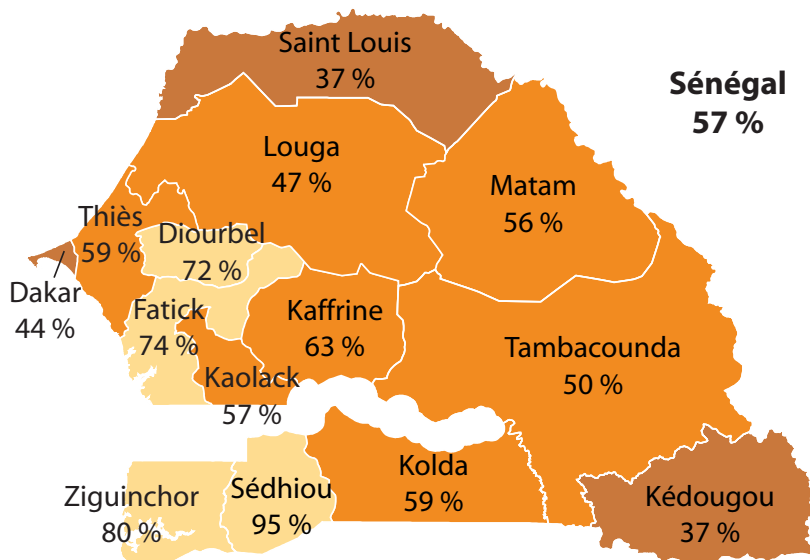 Saint Louis
37 %
Sénégal
57 %
Louga
47 %
Matam
56 %
Thiès
59 %
Diourbel
72 %
Dakar
44 %
Fatick
74 %
Kaffrine
63 %
Kaolack
57 %
Tambacounda
50 %
Ziguinchor
80 %
Sédhiou
95 %
Kolda
59 %
Kédougou
37 %